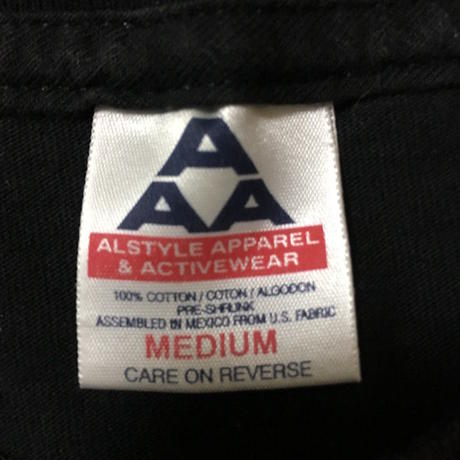 A
A A
ALSTYLE APPAREL
& ACTIVEWEAR
100% COTTON / COTON / ALGODON
PRE-SHRUNK
ASSEMBLED IN MEXICO FROM U.S. FABRIC
MEDIUM
CARE ON REVERSE